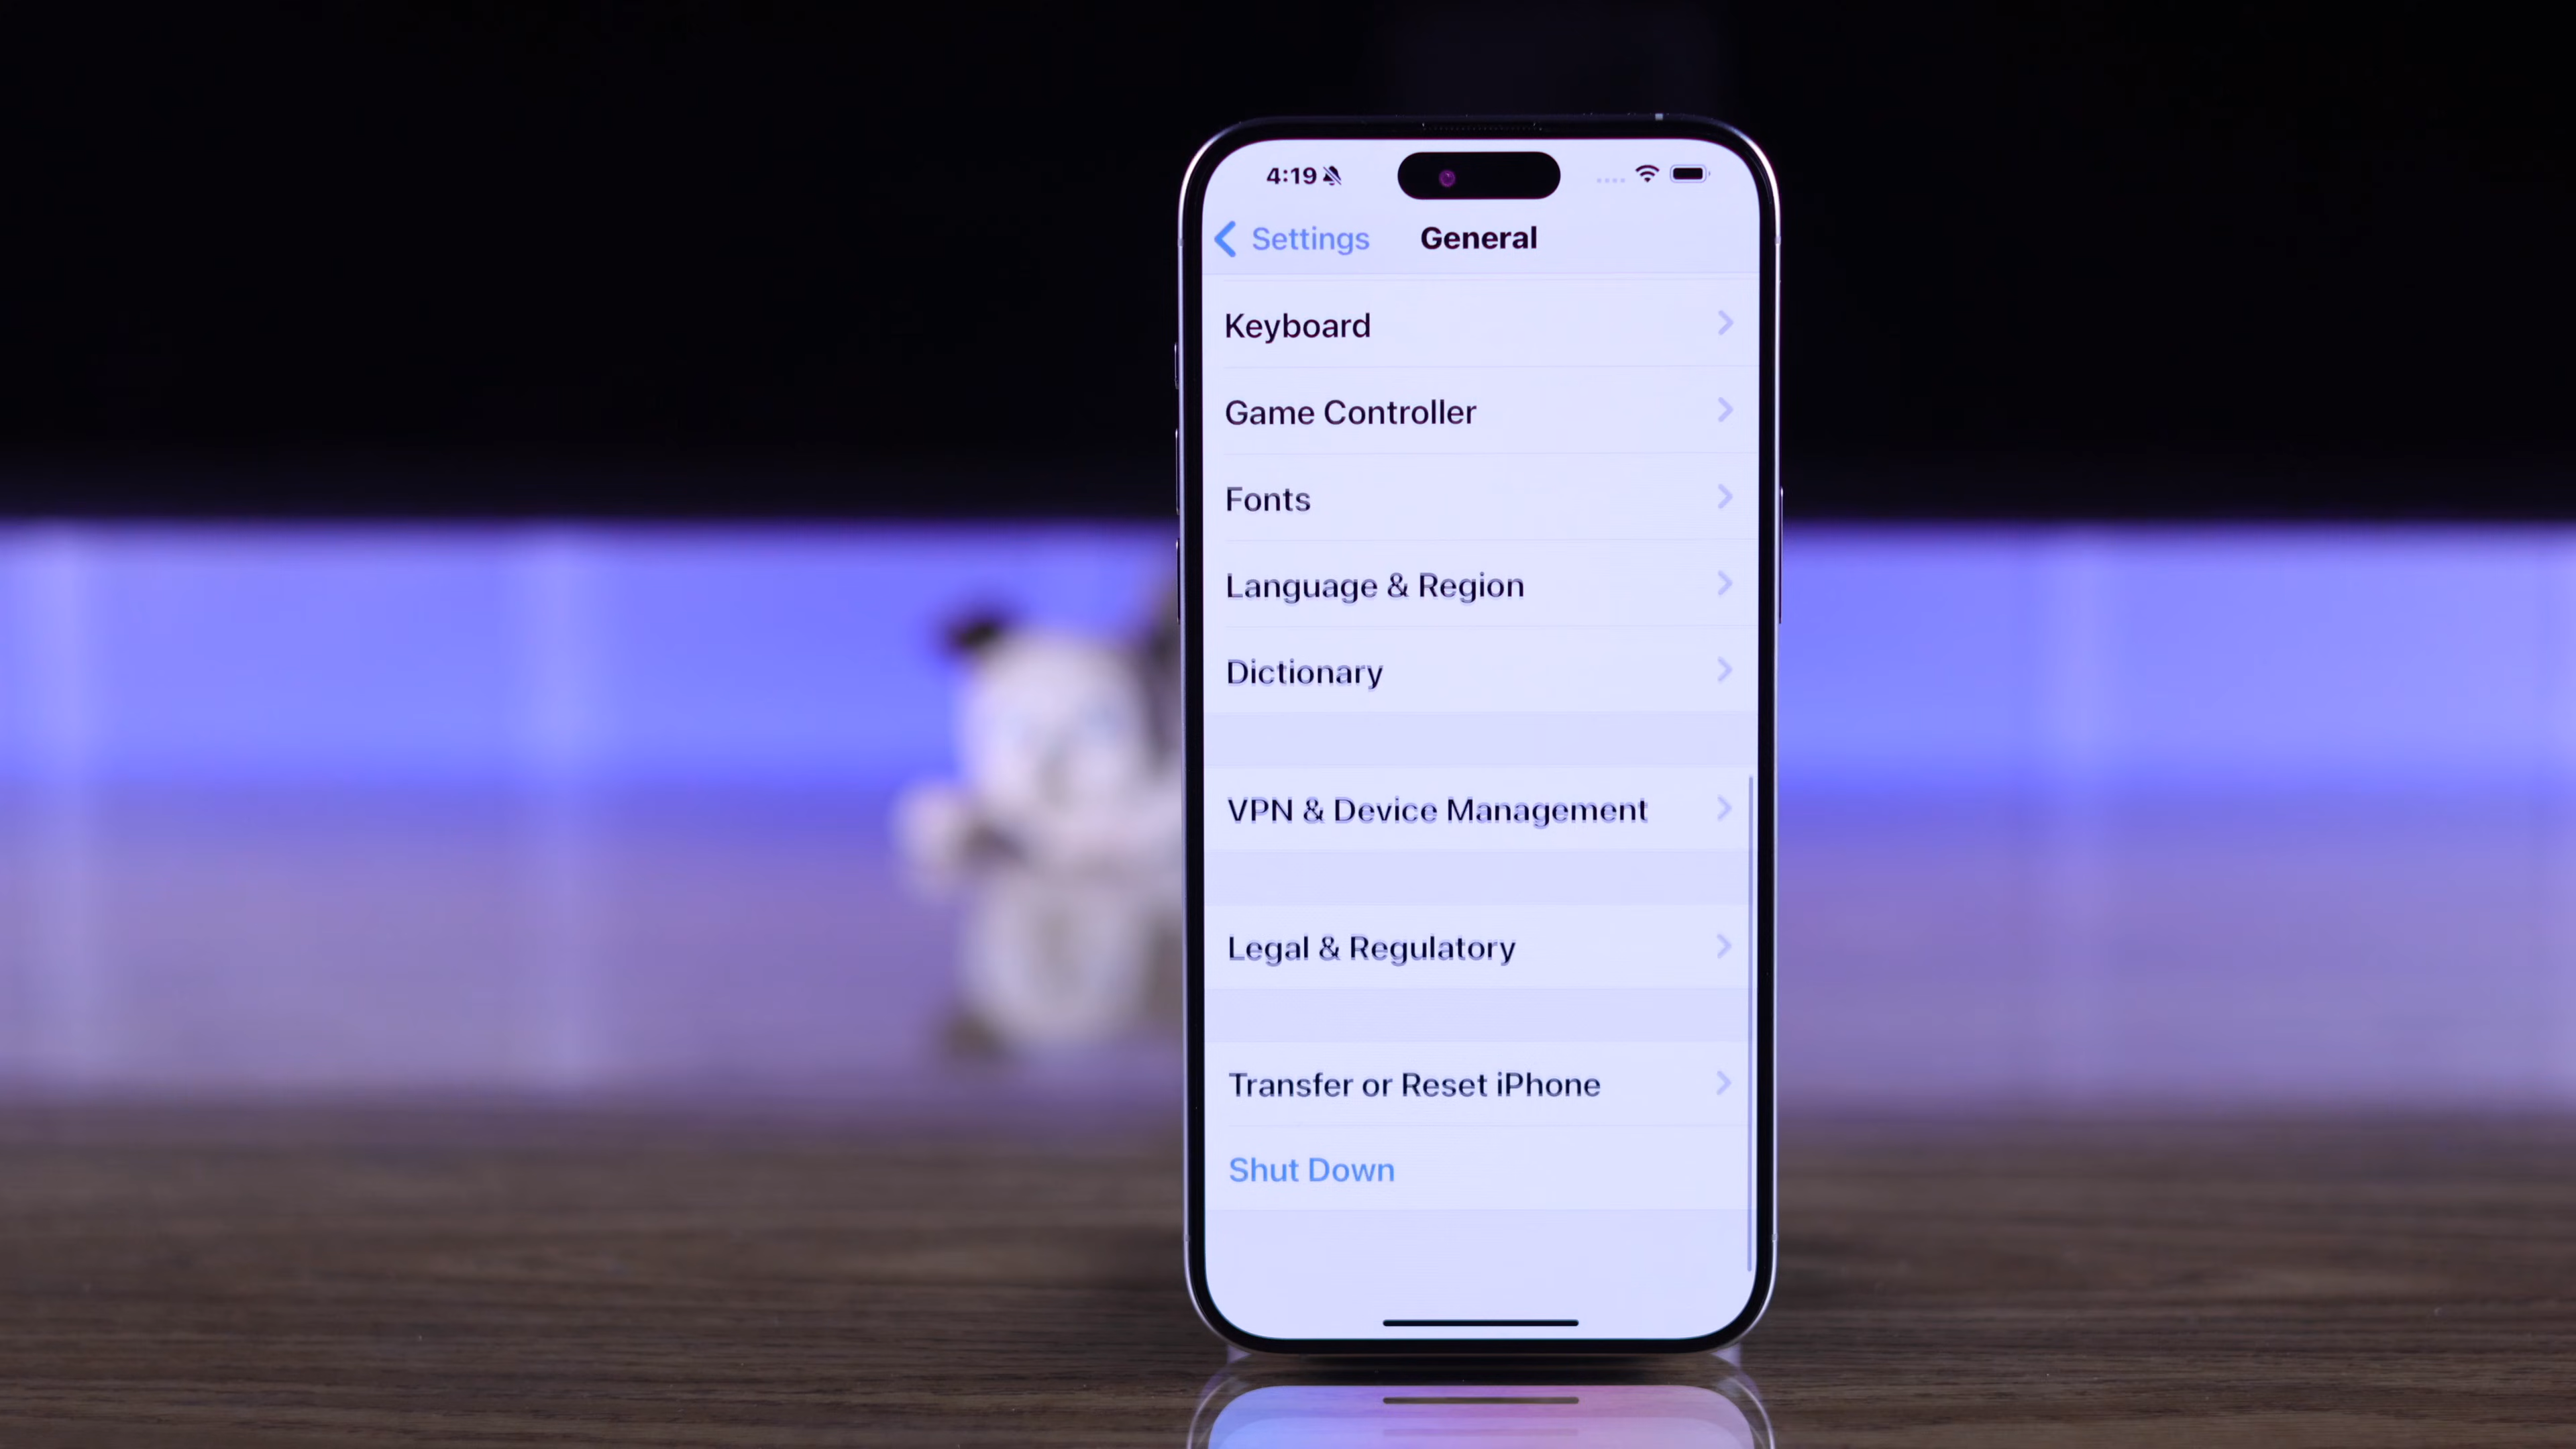 4:19
Settings
General
Keyboard
Game Controller
Fonts
Language & Region
Dictionary
VPN & Device Management
Legal & Regulatory
Transfer or Reset iPhone
Shut Down